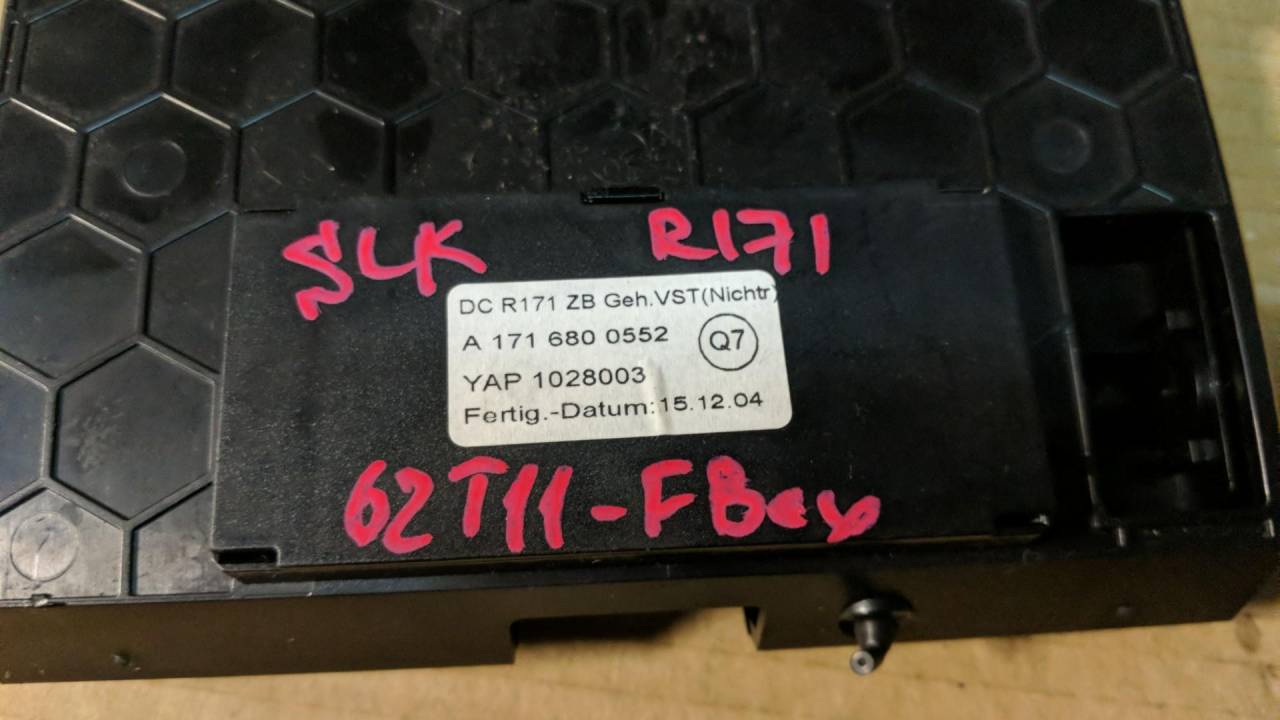 SLK R171
DC R171 ZB Geh.VST(Nichtr)
A 171 680 0552
Q7
YAP 1028003
Fertig.-Datum:15.12.04
62T11-FBay